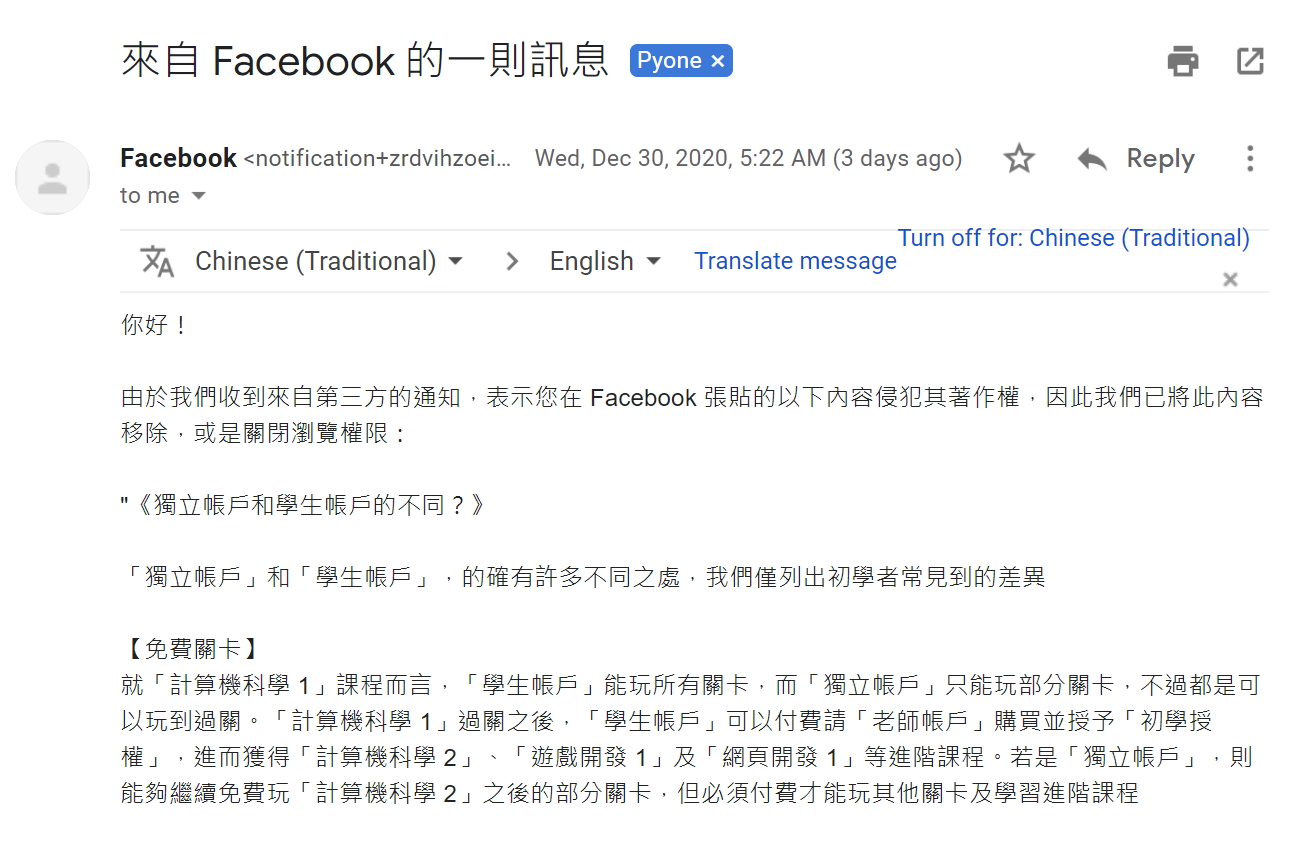 來自 Facebook 的一則訊息 Pyone ×
Facebook <notification+zrdvihzoei... Wed, Dec 30, 2020, 5:22 AM (3 days ago) Reply
to me
Turn off for: Chinese (Traditional)
Chinese (Traditional) > English Translate message
×
你好！
由於我們收到來自第三方的通知，表示您在 Facebook 張貼的以下內容侵犯其著作權，因此我們已將此內容
移除，或是關閉瀏覽權限：
"《獨立帳戶和學生帳戶的不同？》
「獨立帳戶」和「學生帳戶」，的確有許多不同之處，我們僅列出初學者常見到的差異
【免費關卡】
就「計算機科學 1」課程而言，「學生帳戶」能玩所有關卡，而「獨立帳戶」只能玩部分關卡，不過都是可
以玩到過關。「計算機科學 1」過關之後，「學生帳戶」可以付費請「老師帳戶」購買並授予「初學授
權」，進而獲得「計算機科學 2」、「遊戲開發 1」及「網頁開發 1」等進階課程。若是「獨立帳戶」，則
能夠繼續免費玩「計算機科學 2」之後的部分關卡，但必須付費才能玩其他關卡及學習進階課程